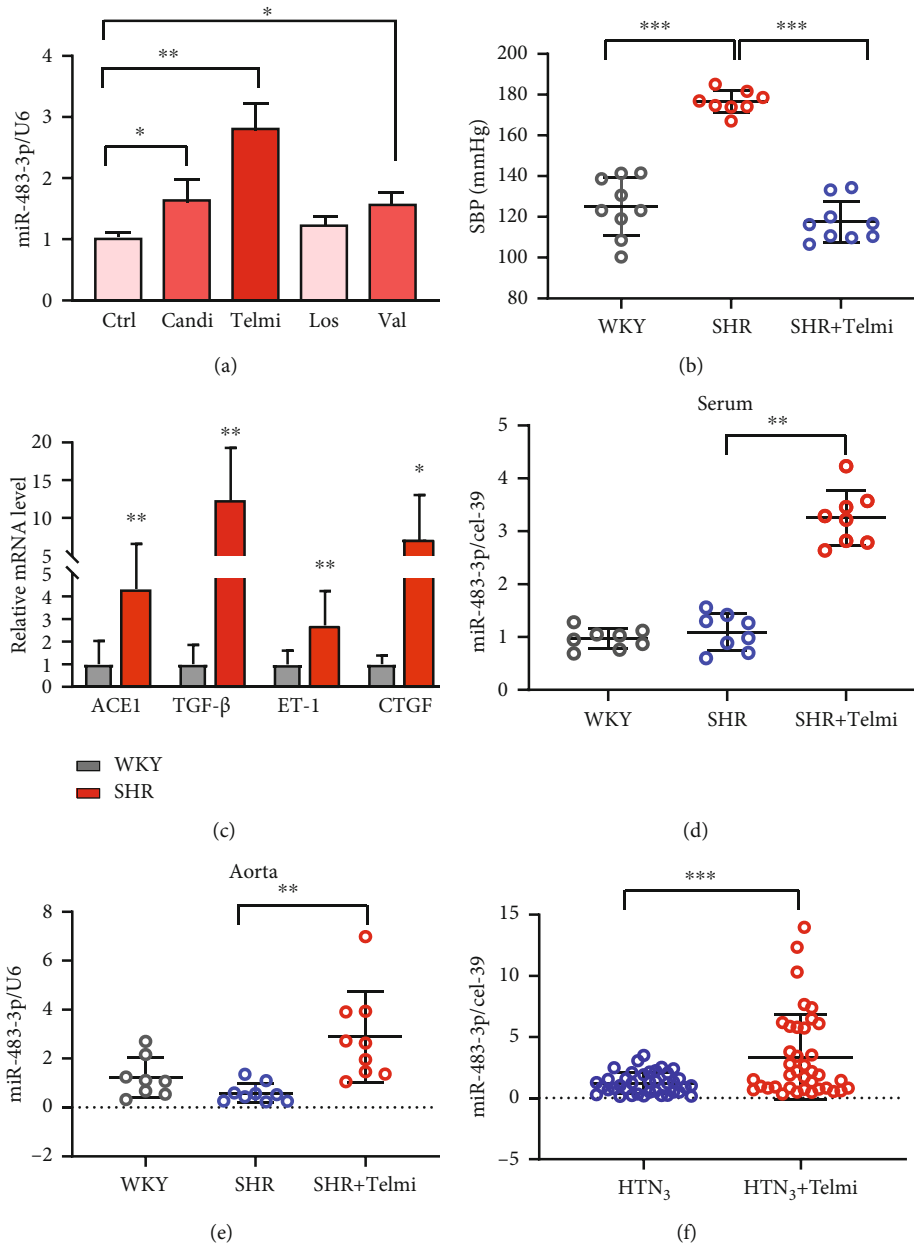 *
**
*
miR-483-3p/U6
4
3
2
1
0
Ctrl Candi Telmi Los Val
(a)
*** ***
SBP (mmHg)
200
180
160
140
120
100
80
WKY SHR SHR+Telmi
(b)
Relative mRNA level
20
15
10
5
5
4
3
2
1
0
** ** ** *
ACE1 TGF-β ET-1 CTGF
WKY
SHR
(c)
Serum
**
miR-483-3p/cel-39
5
4
3
2
1
0
WKY SHR SHR+Telmi
(d)
Aorta
**
miR-483-3p/U6
8
6
4
2
0
−2
WKY SHR SHR+Telmi
(e)
***
miR-483-3p/cel-39
15
10
5
0
−5
HTN₃ HTN₃+Telmi
(f)